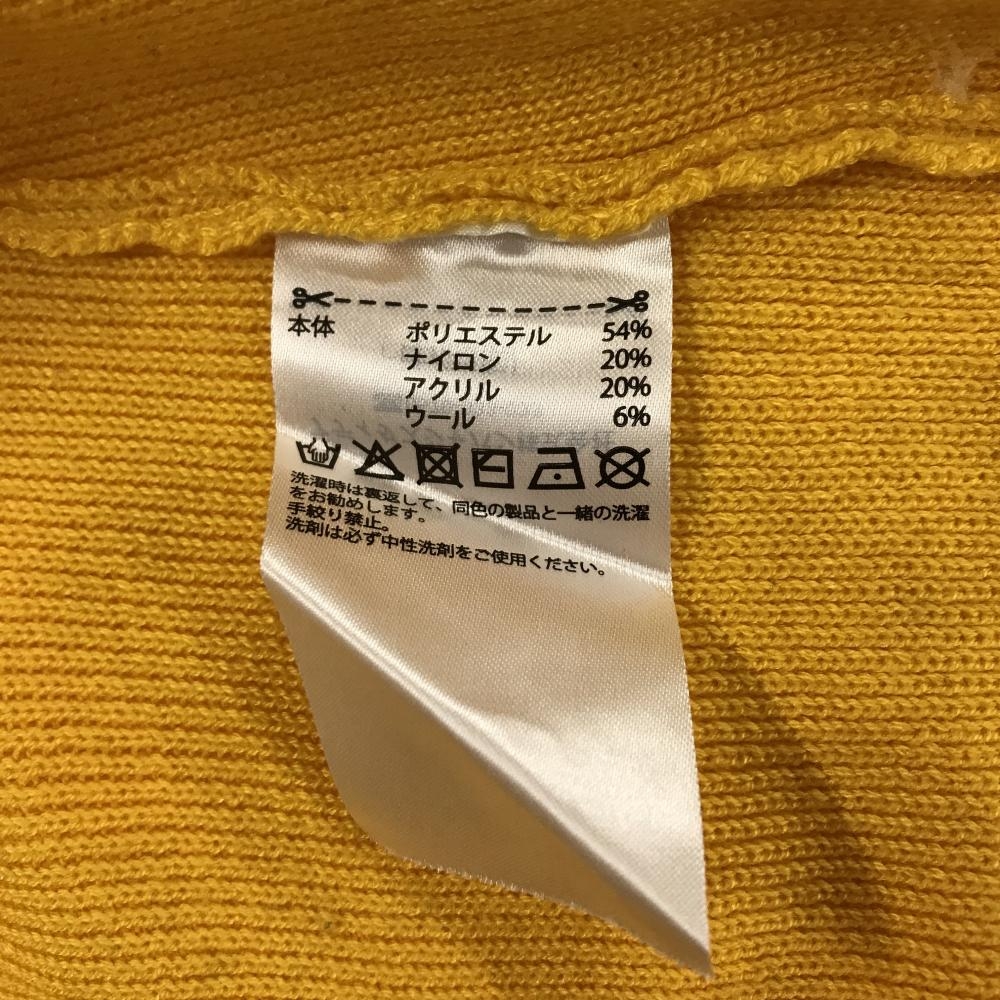 本体 ポリエステル 54%
ナイロン 20%
アクリル 20%
ウール 6%
洗濯時は裏返して、同色の製品と一緒の洗濯
をお勧めします。
手絞り禁止。
洗剤は必ず中性洗剤をご使用ください。